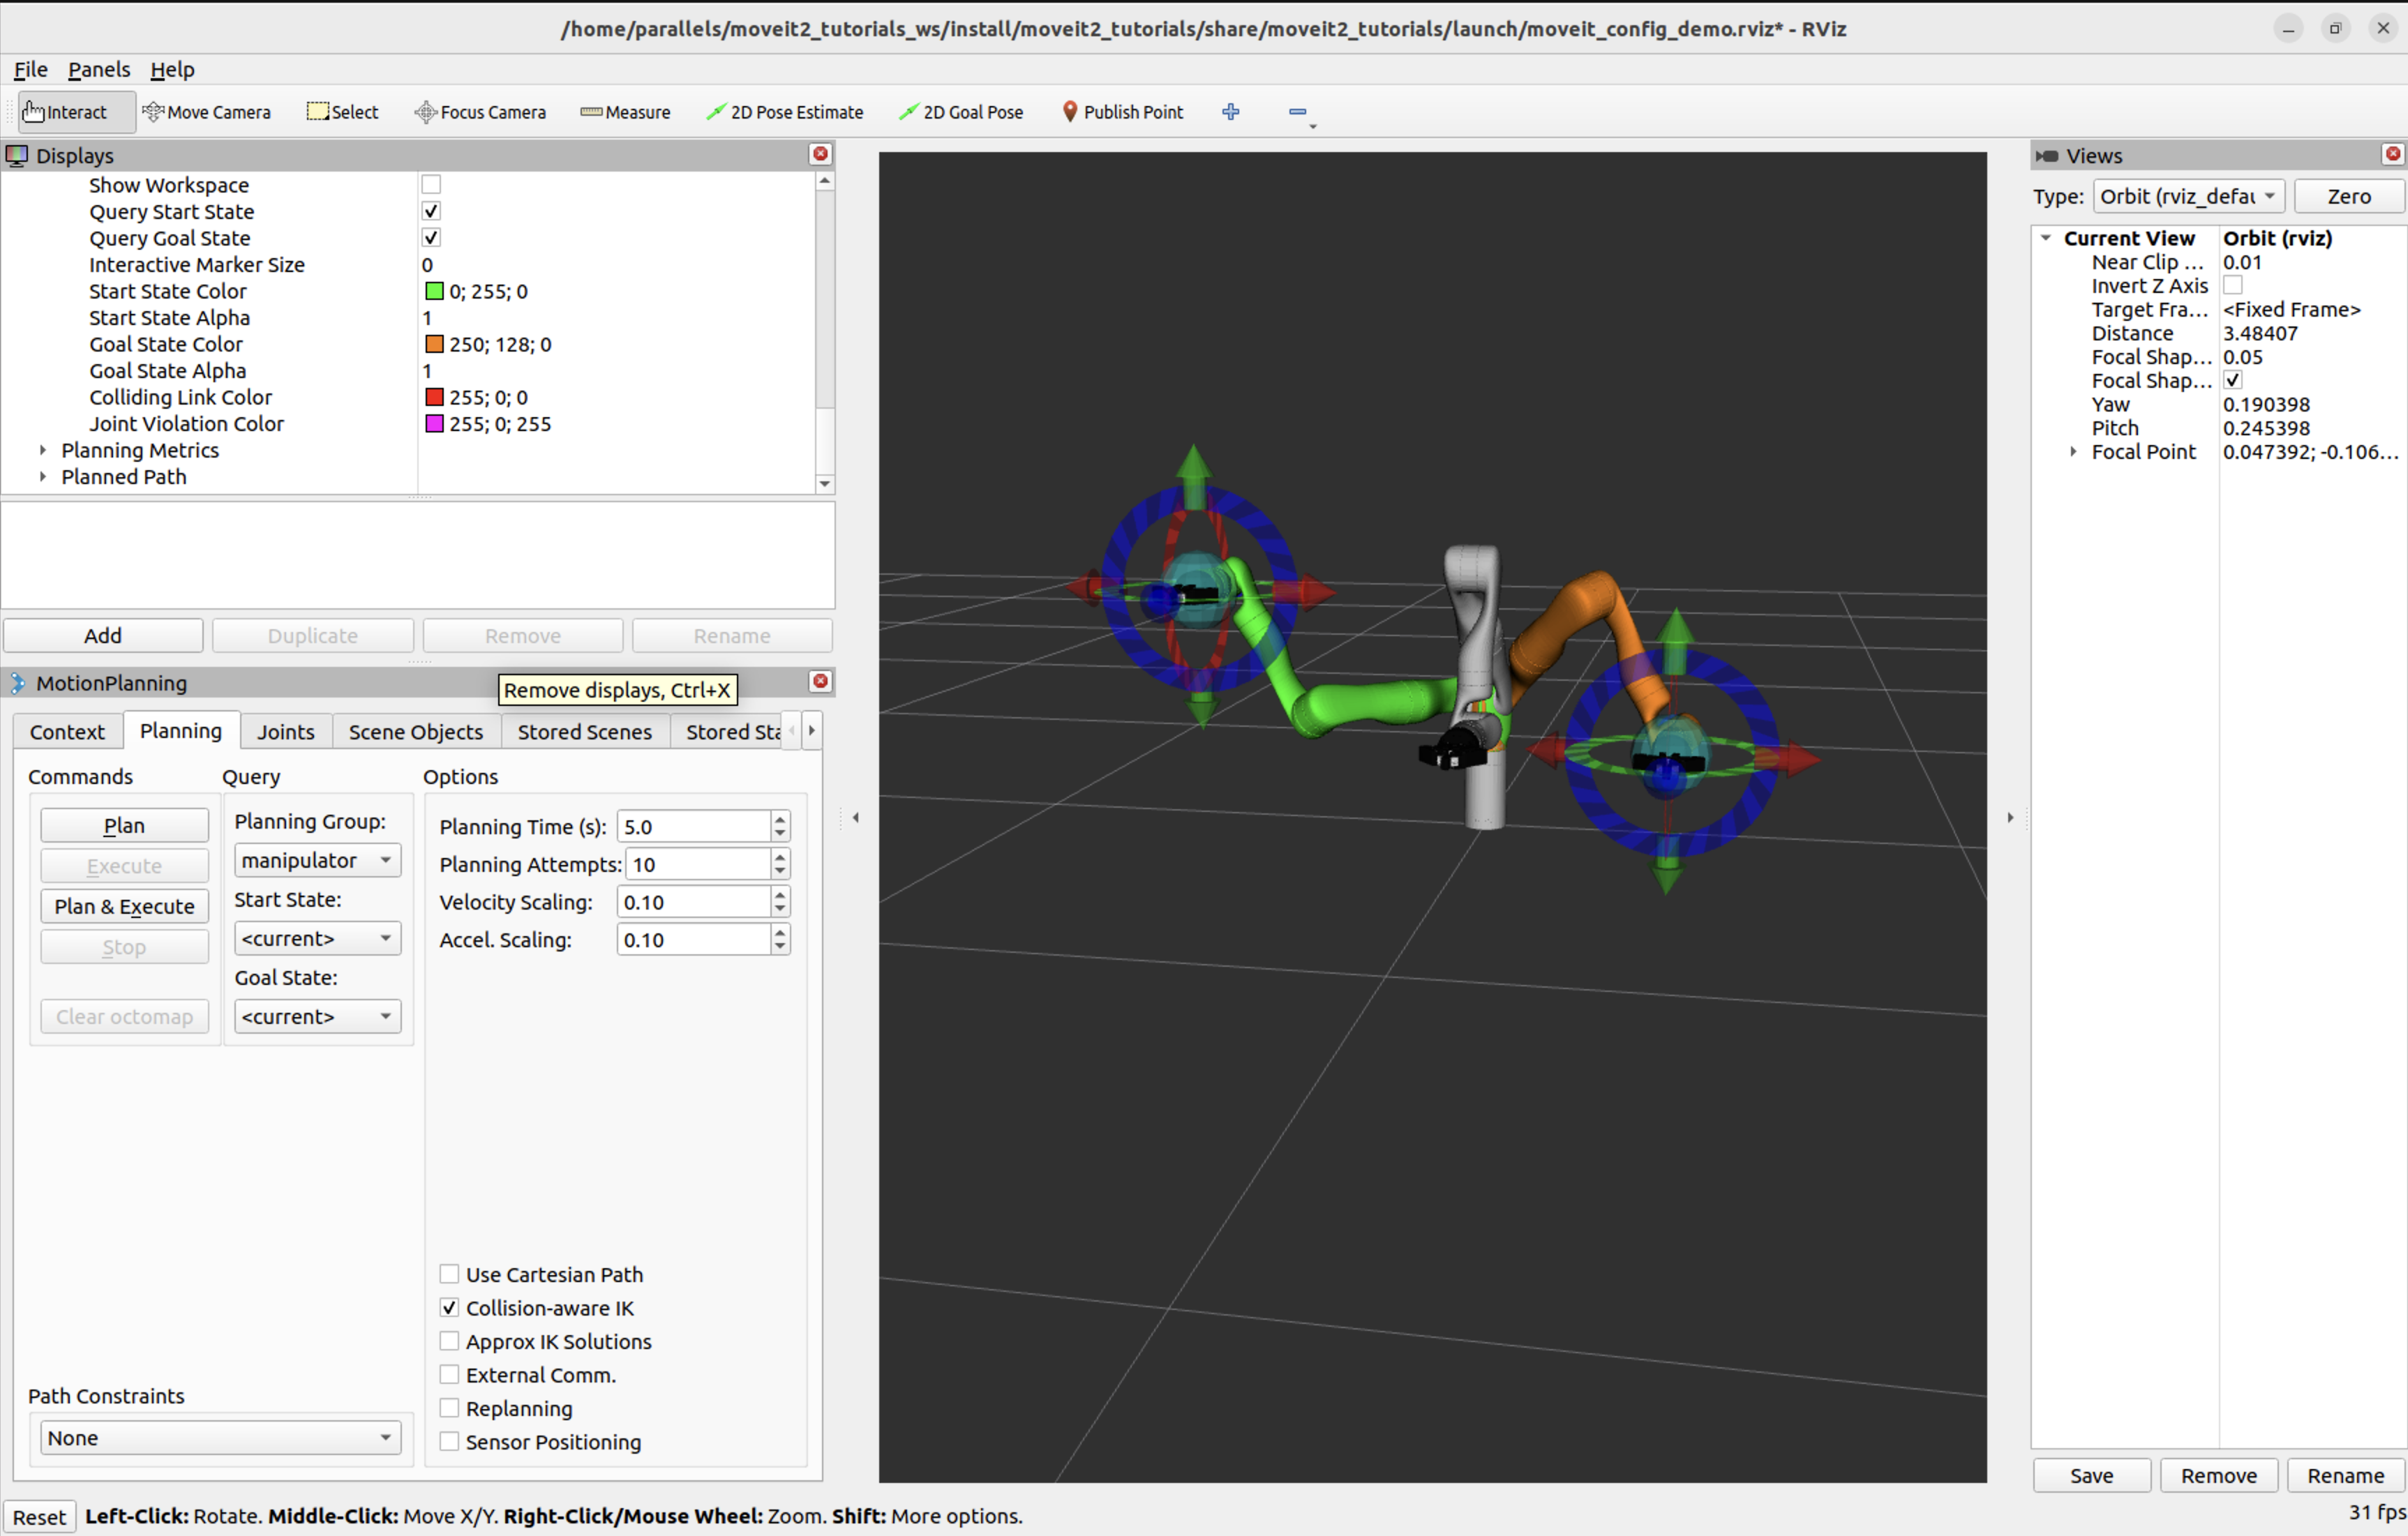 /home/parallels/moveit2_tutorials_ws/install/moveit2_tutorials/share/moveit2_tutorials/launch/moveit_config_demo.rviz* - RViz
File Panels Help
Interact Move Camera Select Focus Camera Measure 2D Pose Estimate 2D Goal Pose Publish Point
Displays
Show Workspace
Query Start State
Query Goal State
Interactive Marker Size 0
Start State Color 0; 255; 0
Start State Alpha 1
Goal State Color 250; 128; 0
Goal State Alpha 1
Colliding Link Color 255; 0; 0
Joint Violation Color 255; 0; 255
Planning Metrics
Planned Path
Add Duplicate Remove Rename
MotionPlanning
Remove displays, Ctrl+X
Context Planning Joints Scene Objects Stored Scenes Stored Sta
Commands Query Options
Plan
Execute
Plan & Execute
Stop
Clear octomap
Planning Group:
manipulator
Start State:
<current>
Goal State:
<current>
Planning Time (s): 5.0
Planning Attempts: 10
Velocity Scaling: 0.10
Accel. Scaling: 0.10
Use Cartesian Path
Collision-aware IK
Approx IK Solutions
External Comm.
Replanning
Sensor Positioning
Path Constraints
None
Views
Type: Orbit (rviz_defau Zero
Current View Orbit (rviz)
Near Clip ... 0.01
Invert Z Axis
Target Fra... <Fixed Frame>
Distance 3.48407
Focal Shap... 0.05
Focal Shap...
Yaw 0.190398
Pitch 0.245398
Focal Point 0.047392; -0.106...
Save Remove Rename
Reset Left-Click: Rotate. Middle-Click: Move X/Y. Right-Click/Mouse Wheel: Zoom. Shift: More options.
31 fps